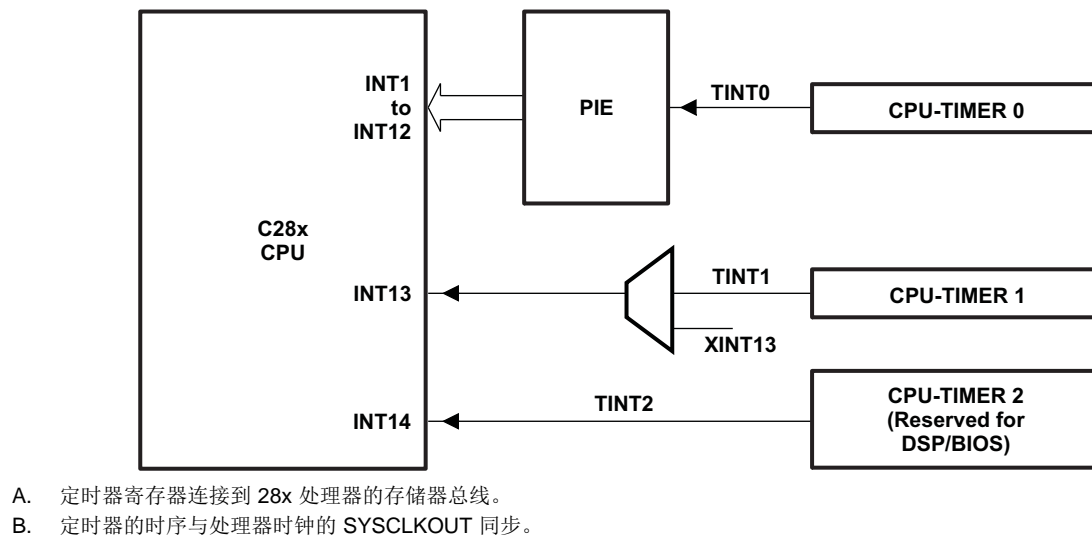 INT1
to
INT12
PIE
TINT0
CPU-TIMER 0
C28x
CPU
INT13
TINT1
CPU-TIMER 1
XINT13
INT14
TINT2
CPU-TIMER 2
(Reserved for
DSP/BIOS)
A. 定时器寄存器连接到 28x 处理器的存储器总线。
B. 定时器的时序与处理器时钟的 SYSCLKOUT 同步。